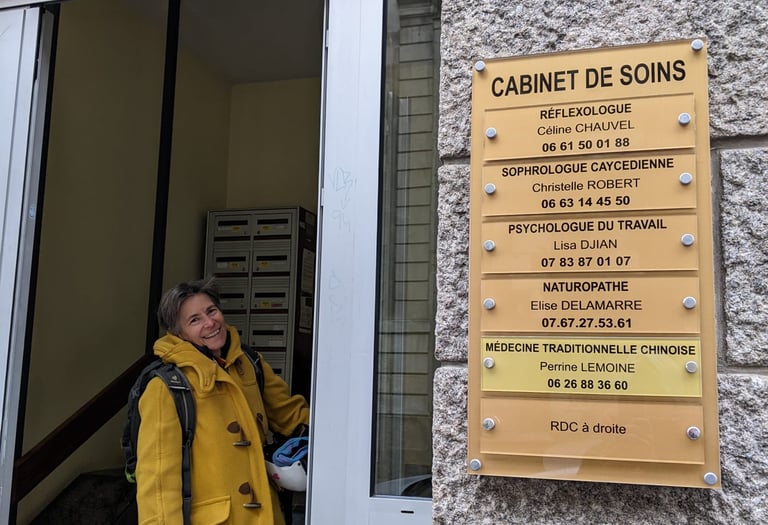 CABINET DE SOINS
RÉFLEXOLOGUE
Céline CHAUVEL
06 61 50 01 88
SOPHROLOGUE CAYCEDIENNE
Christelle ROBERT
06 63 14 45 50
PSYCHOLOGUE DU TRAVAIL
Lisa DJIAN
07 83 87 01 07
NATUROPATHE
Elise DELAMARRE
07.67.27.53.61
MÉDECINE TRADITIONNELLE CHINOISE
Perrine LEMOINE
06 26 88 36 60
RDC à droite